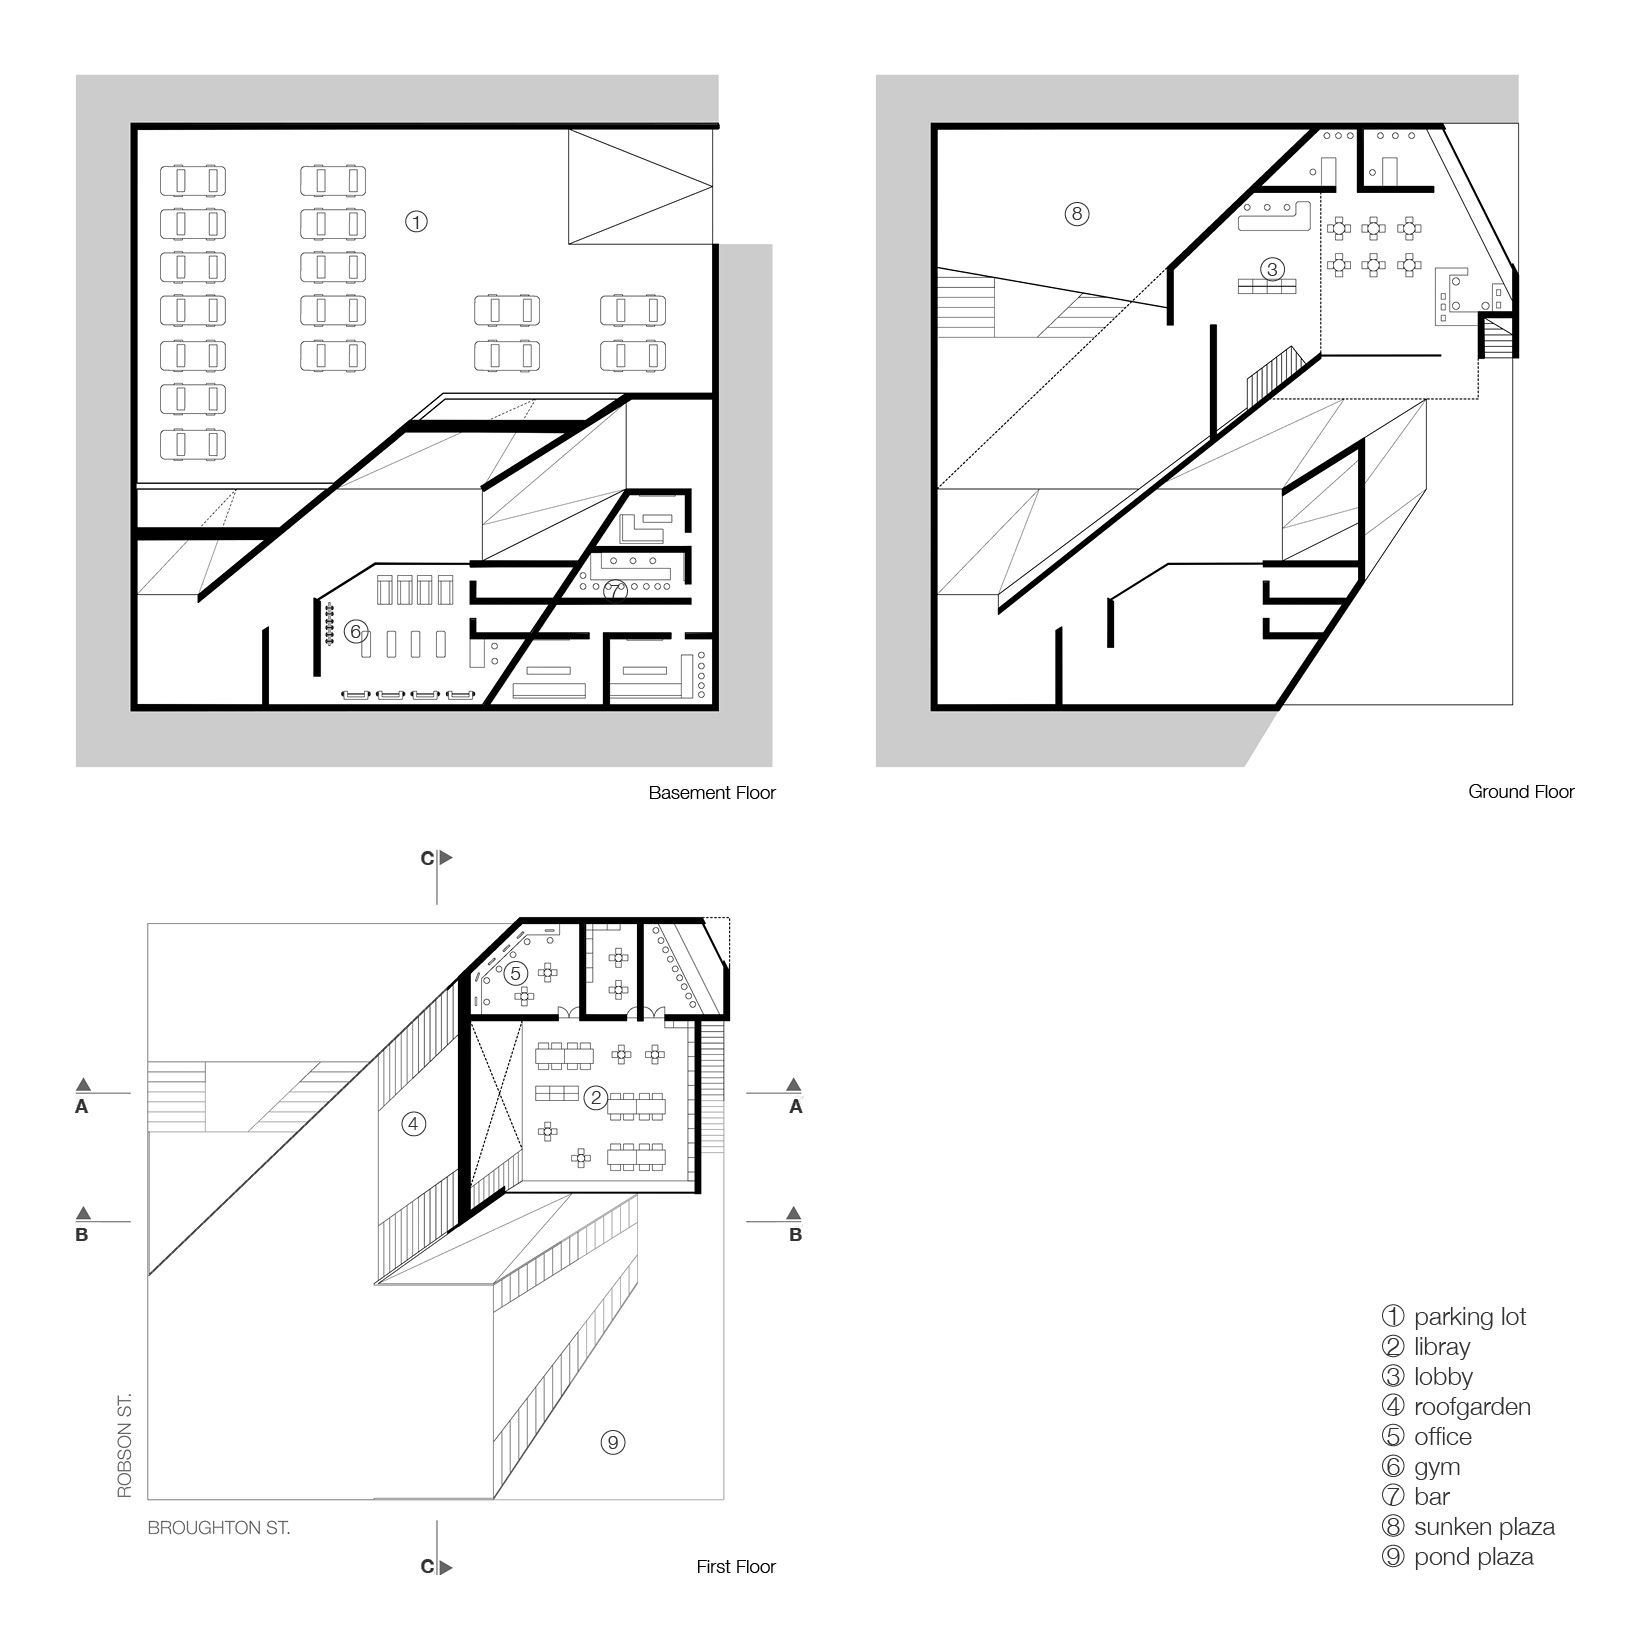 1
6
7
Basement Floor
8
3
Ground Floor
C
5
2
4
A
A
B
B
9
ROBSON ST.
BROUGHTON ST.
C
First Floor
1 parking lot
2 libray
3 lobby
4 roofgarden
5 office
6 gym
7 bar
8 sunken plaza
9 pond plaza